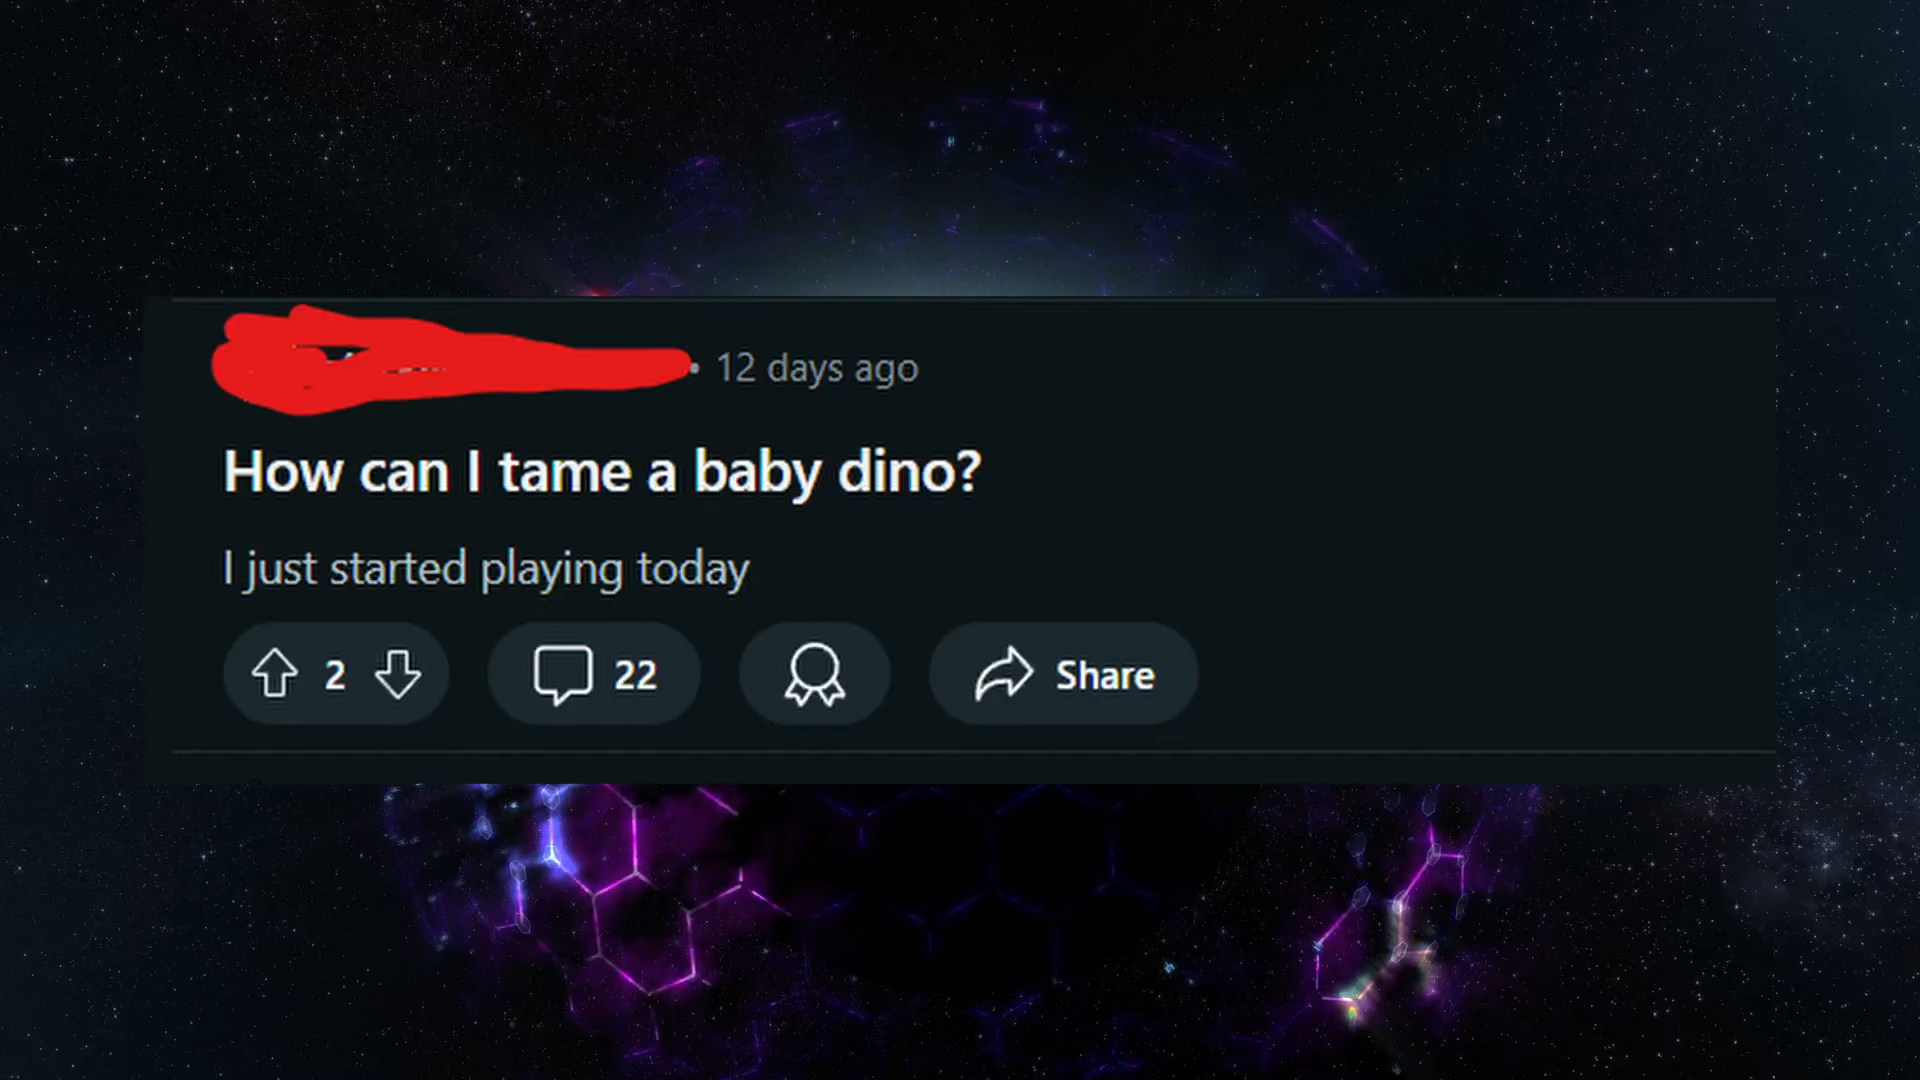 12 days ago
How can I tame a baby dino?
I just started playing today
2
22
Share